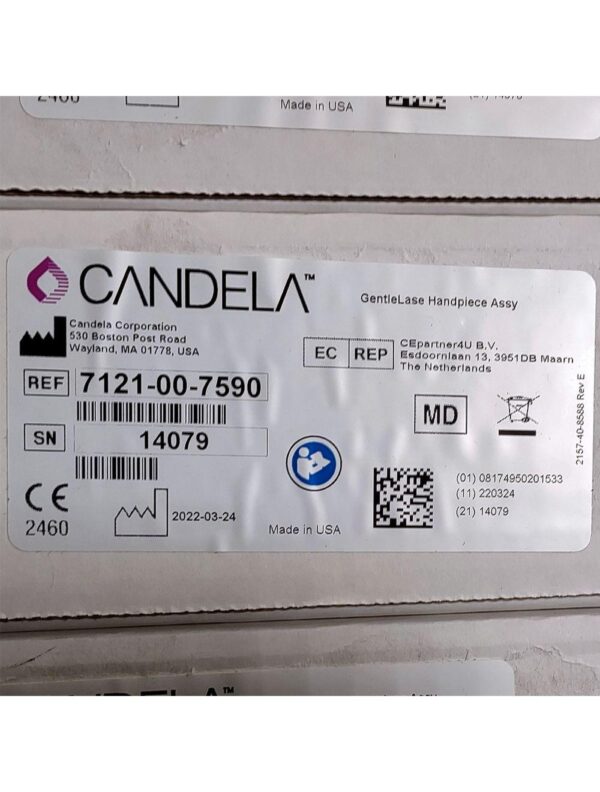 2460
Made in USA
CANDELA™
GentleLase Handpiece Assy
Candela Corporation
530 Boston Post Road
Wayland, MA 01778, USA
EC REP
CEpartner4U B.V.
Esdoornlaan 13, 3951DB Maarn
The Netherlands
REF 7121-00-7590
MD
2157-40-8588 Rev E
SN 14079
(01) 08174950201533
(11) 220324
(21) 14079
CE
2460
2022-03-24
Made in USA
CANDELA™